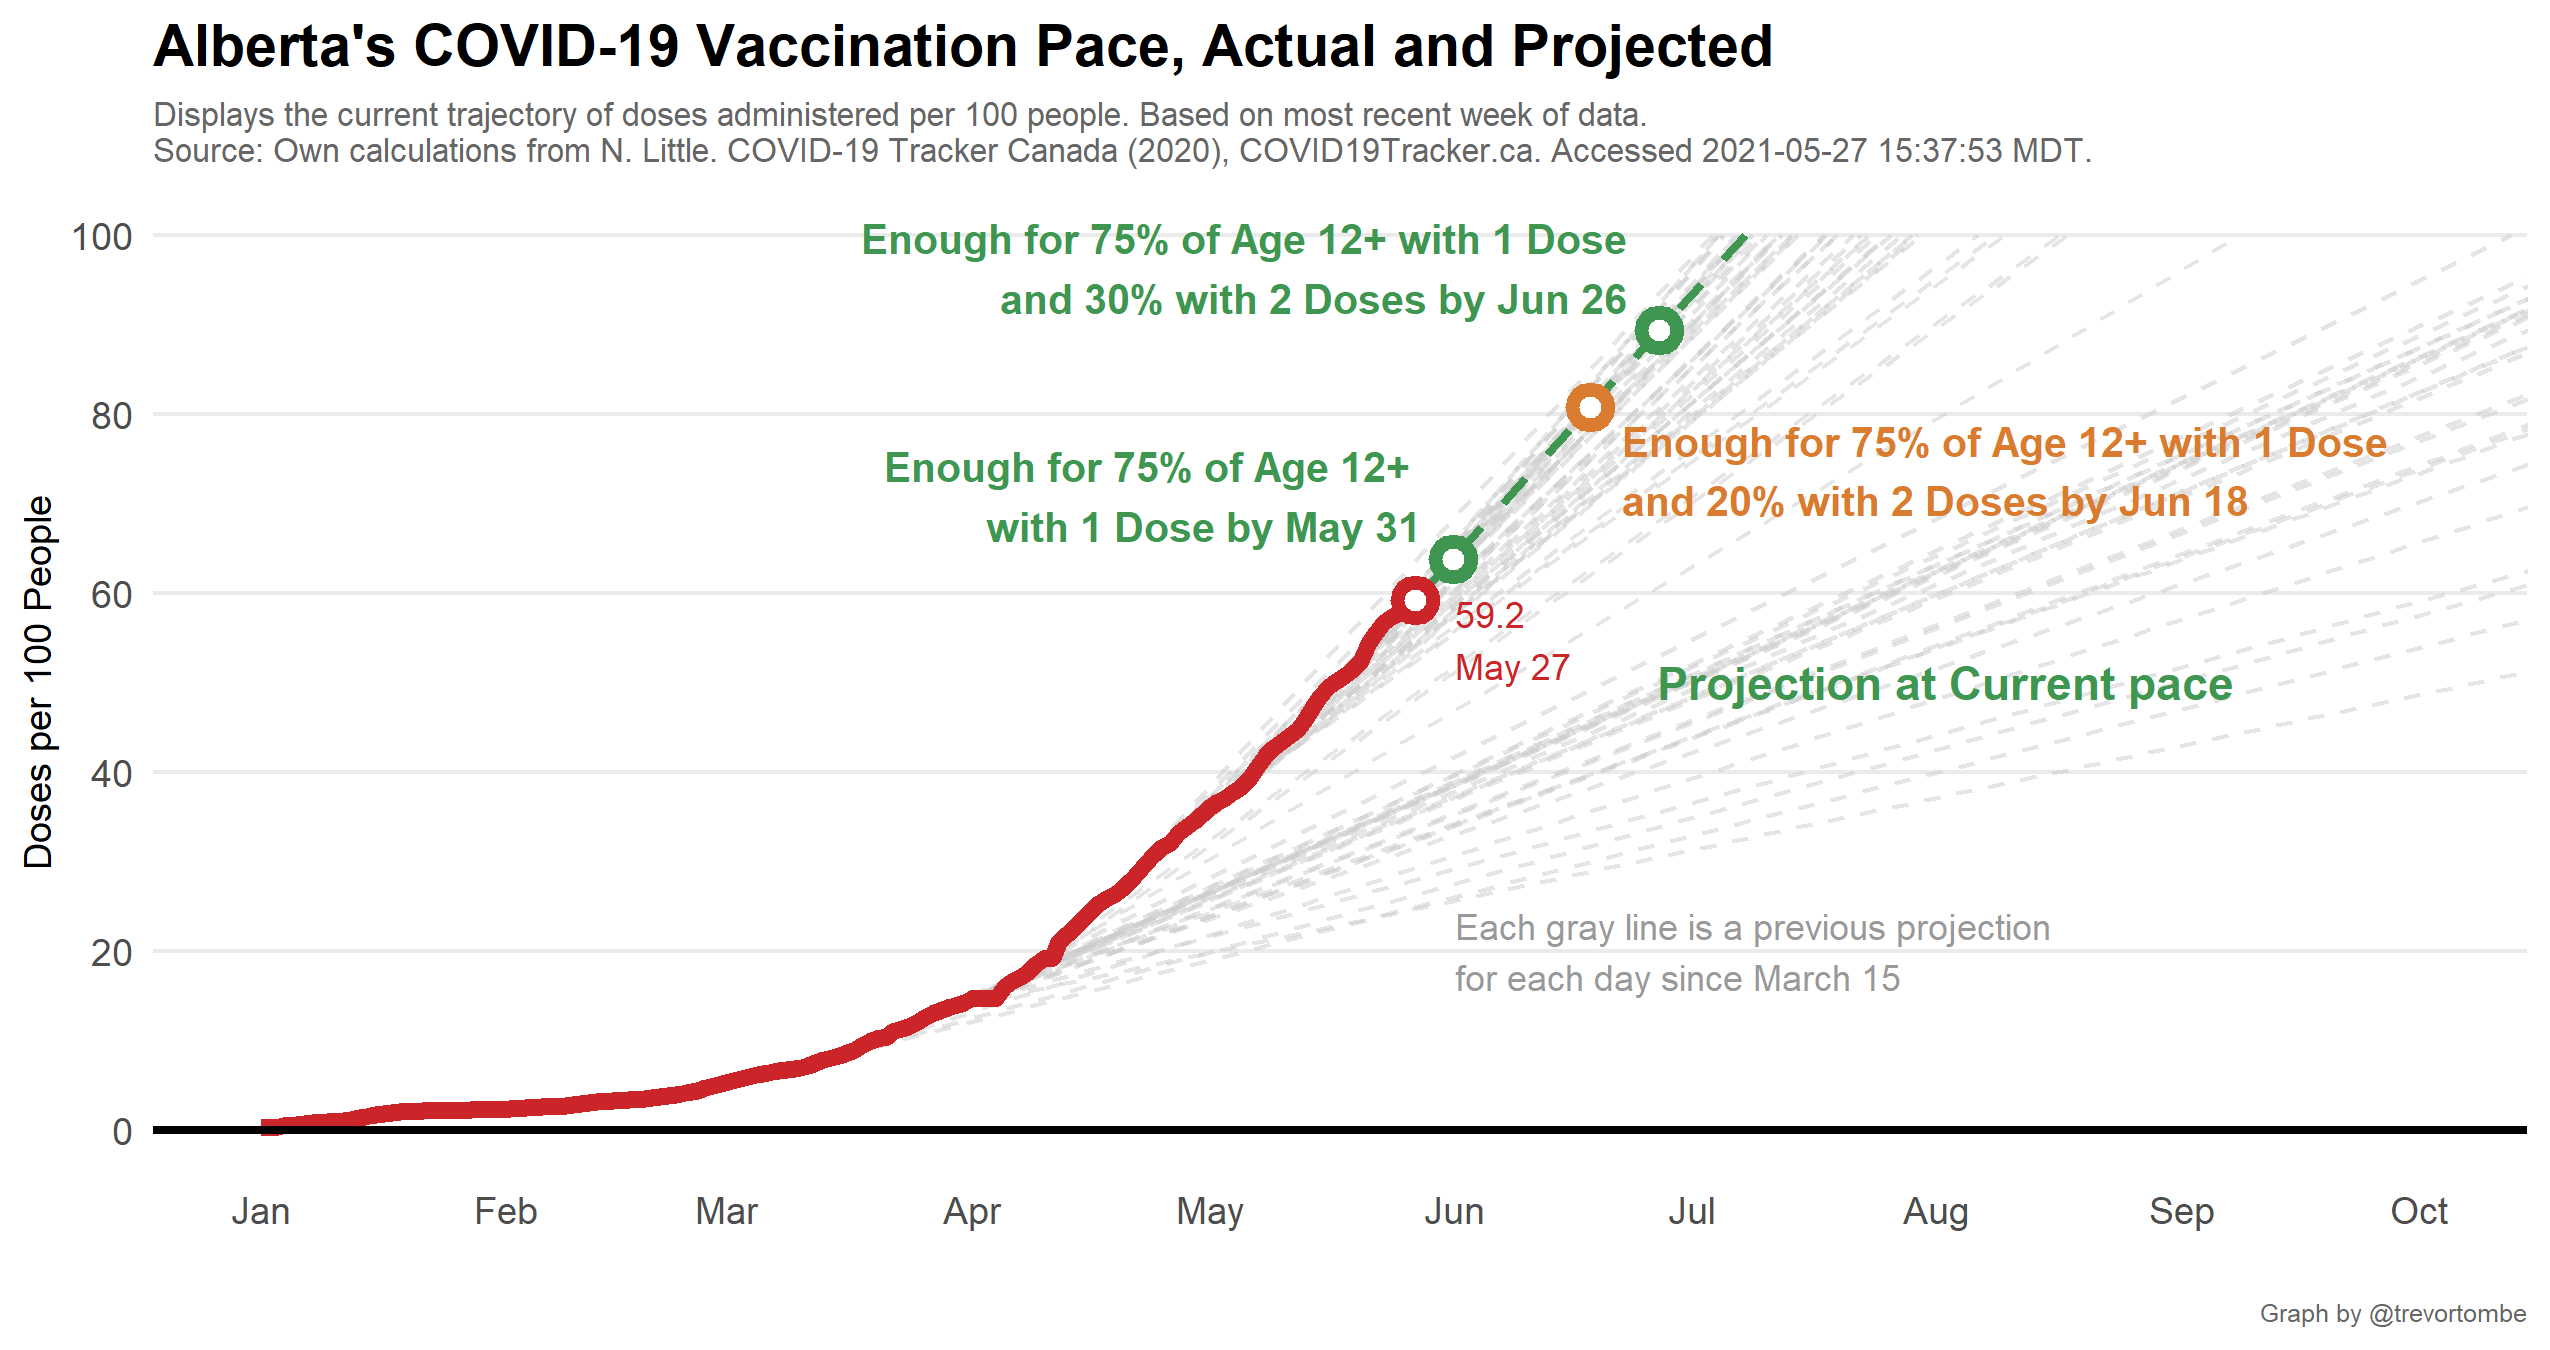 Alberta's COVID-19 Vaccination Pace, Actual and Projected
Displays the current trajectory of doses administered per 100 people. Based on most recent week of data.
Source: Own calculations from N. Little. COVID-19 Tracker Canada (2020), COVID19Tracker.ca. Accessed 2021-05-27 15:37:53 MDT.
Doses per 100 People
100
80
60
40
20
0
Enough for 75% of Age 12+ with 1 Dose
and 30% with 2 Doses by Jun 26
Enough for 75% of Age 12+ with 1 Dose
and 20% with 2 Doses by Jun 18
Enough for 75% of Age 12+
with 1 Dose by May 31
59.2
May 27
Projection at Current pace
Each gray line is a previous projection
for each day since March 15
Jan Feb Mar Apr May Jun Jul Aug Sep Oct
Graph by @trevortombe